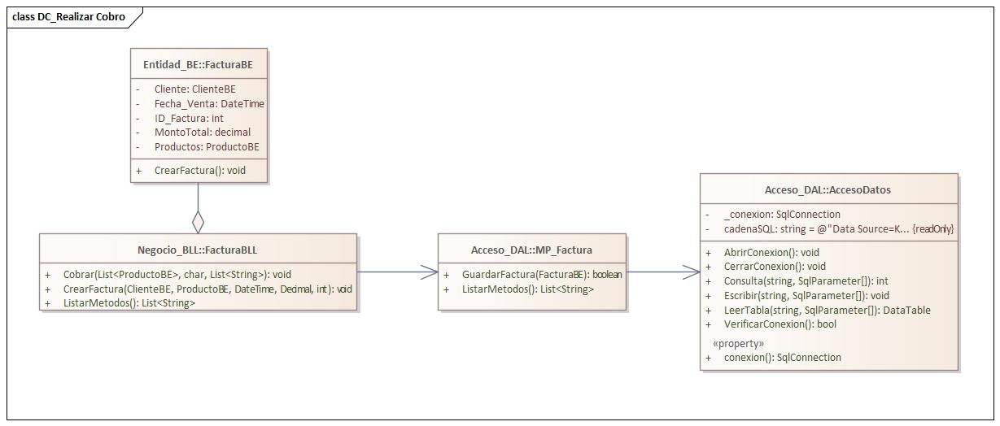 class DC_Realizar Cobro
Entidad_BE::FacturaBE
- Cliente: ClienteBE
- Fecha_Venta: DateTime
- ID_Factura: int
- MontoTotal: decimal
- Productos: ProductoBE
+ CrearFactura(): void
Negocio_BLL::FacturaBLL
+ Cobrar(List<ProductoBE>, char, List<String>): void
+ CrearFactura(ClienteBE, ProductoBE, DateTime, Decimal, int): void
+ ListarMetodos(): List<String>
Acceso_DAL::MP_Factura
+ GuardarFactura(FacturaBE): boolean
+ ListarMetodos(): List<String>
Acceso_DAL::AccesoDatos
- _conexion: SqlConnection
- cadenaSQL: string = @"Data Source=K... {readOnly}
+ AbrirConexion(): void
+ CerrarConexion(): void
+ Consulta(string, SqlParameter[]): int
+ Escribir(string, SqlParameter[]): void
+ LeerTabla(string, SqlParameter[]): DataTable
+ VerificarConexion(): bool
«property»
+ conexion(): SqlConnection